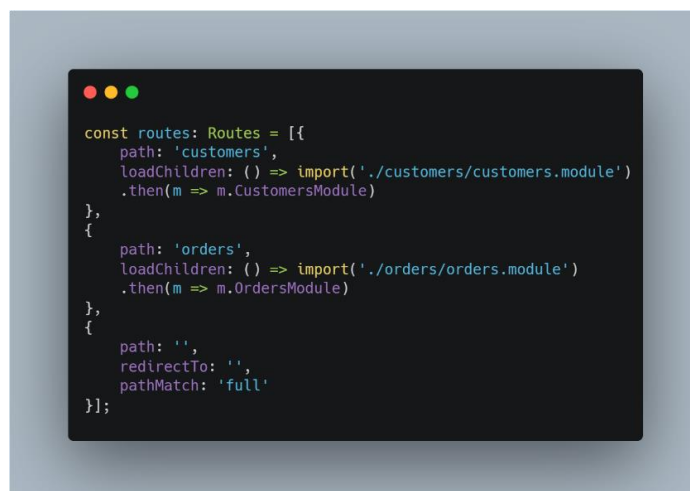 const routes: Routes = [{
    path: 'customers',
    loadChildren: () => import('./customers/customers.module')
    .then(m => m.CustomersModule)
},
{
    path: 'orders',
    loadChildren: () => import('./orders/orders.module')
    .then(m => m.OrdersModule)
},
{
    path: '',
    redirectTo: '',
    pathMatch: 'full'
}];